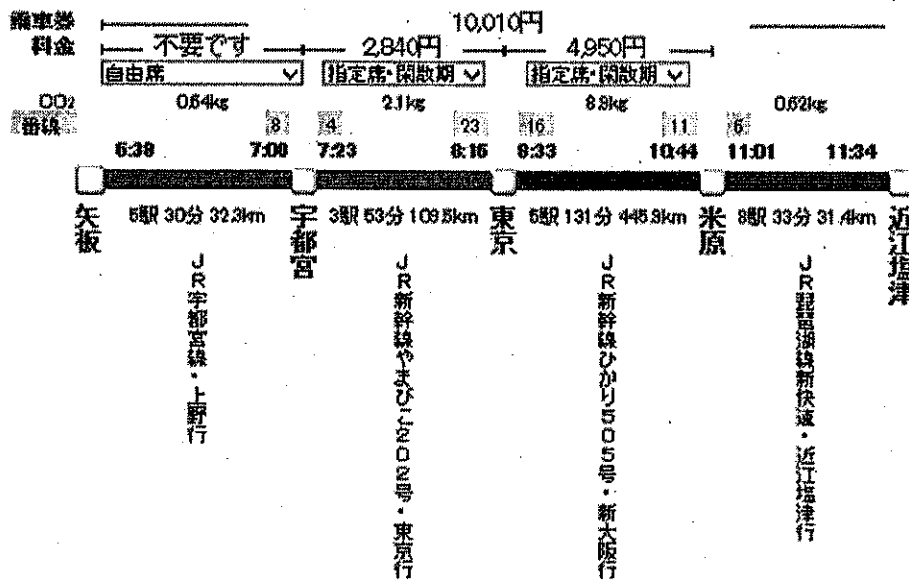 乗車券 10,010円
料金 不要です 2,840円 4,950円
自由席 指定席・閑散期 指定席・閑散期
CO2 0.64kg 2.1kg 8.9kg 0.62kg
番線 8 4 23 16 11 6
6:38 7:08 7:23 8:16 8:33 10:44 11:01 11:34
矢板 宇都宮 東京 米原 近江塩津
5駅 30分 32.3km 3駅 53分 109.5km 5駅 131分 445.9km 8駅 33分 31.4km
JR宇都宮線・上野行
JR新幹線やまびこ202号・東京行
JR新幹線ひかり505号・新大阪行
JR琵琶湖線新快速・近江塩津行